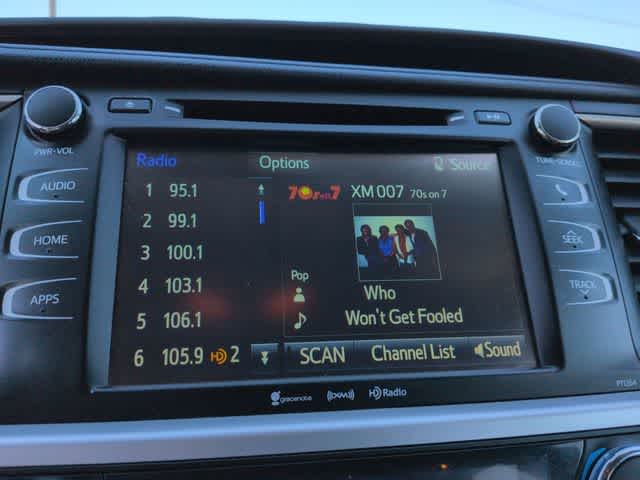 PWR•VOL
TUNE•SCROLL
AUDIO
HOME
APPS
SEEK
TRACK
Radio
Options
Source
1 95.1
2 99.1
3 100.1
4 103.1
5 106.1
6 105.9 HD 2
70s on 7 XM 007 70s on 7
Pop
Who
Won't Get Fooled
SCAN
Channel List
Sound
gracenote
((XM))
HD Radio